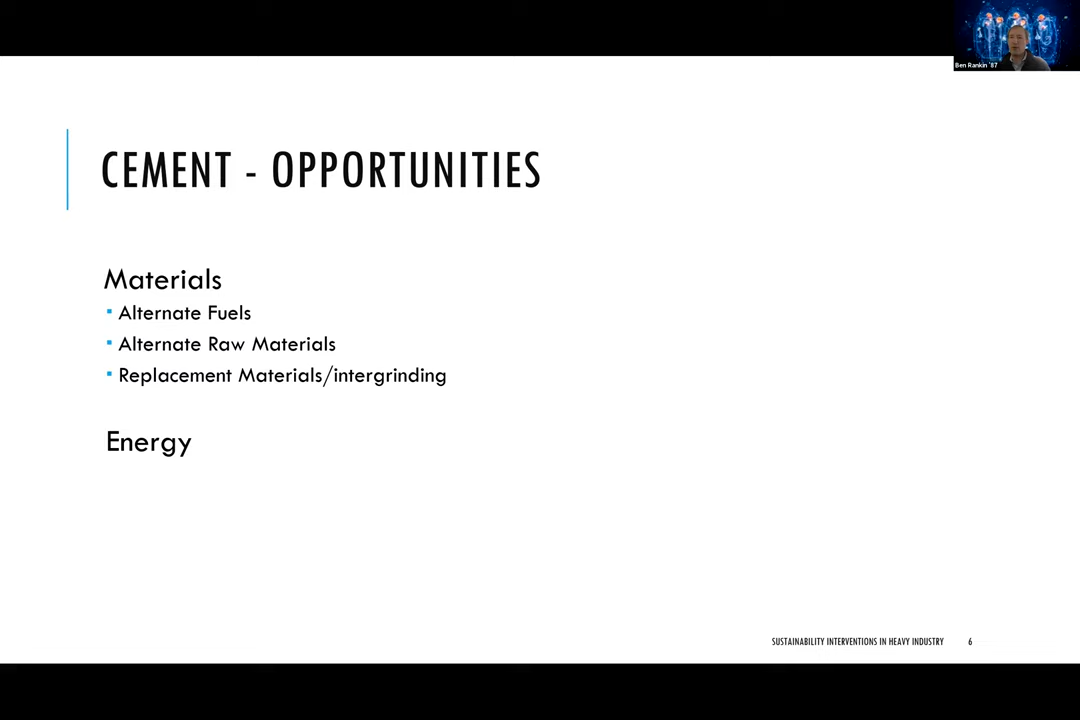 Ben Rankin '87
CEMENT - OPPORTUNITIES
Materials
▪ Alternate Fuels
▪ Alternate Raw Materials
▪ Replacement Materials/intergrinding
Energy
SUSTAINABILITY INTERVENTIONS IN HEAVY INDUSTRY 6